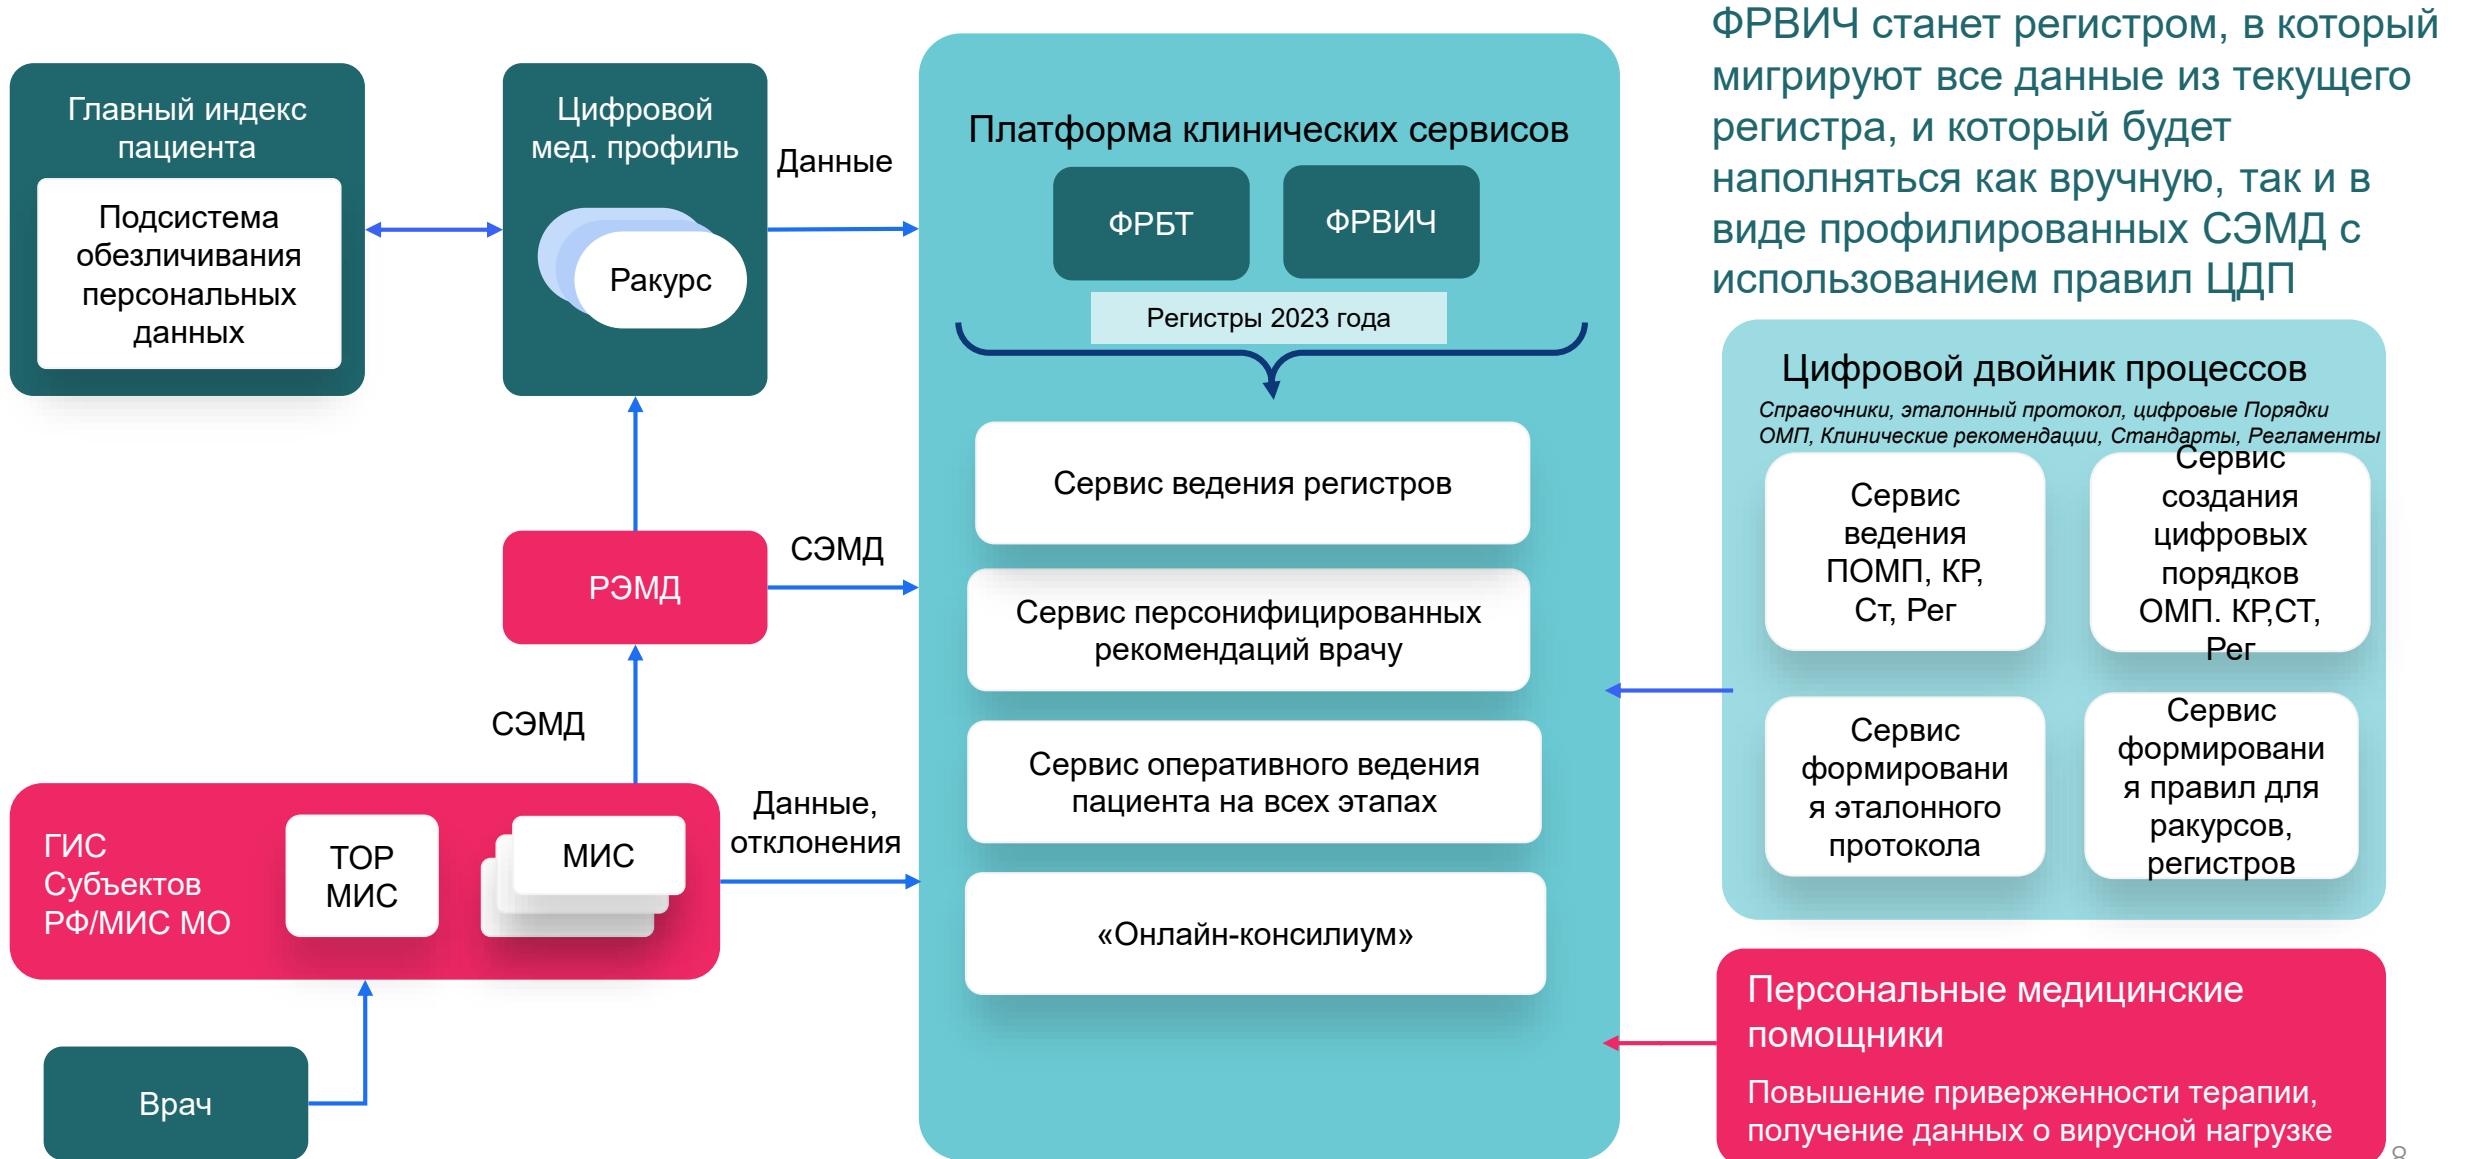 ФРВИЧ станет регистром, в который
мигрируют все данные из текущего
регистра, и который будет
наполняться как вручную, так и в
виде профилированных СЭМД с
использованием правил ЦДП
Главный индекс
пациента
Подсистема
обезличивания
персональных
данных
Цифровой
мед. профиль
Ракурс
Данные
Платформа клинических сервисов
ФРБТ
ФРВИЧ
Регистры 2023 года
Сервис ведения регистров
Сервис персонифицированных
рекомендаций врачу
Сервис оперативного ведения
пациента на всех этапах
«Онлайн-консилиум»
РЭМД
СЭМД
СЭМД
ГИС
Субъектов
РФ/МИС МО
ТОР
МИС
МИС
Данные,
отклонения
Врач
Цифровой двойник процессов
Справочники, эталонный протокол, цифровые Порядки
ОМП, Клинические рекомендации, Стандарты, Регламенты
Сервис
ведения
ПОМП, КР,
Ст, Рег
Сервис
создания
цифровых
порядков
ОМП. КР,СТ,
Рег
Сервис
формировани
я эталонного
протокола
Сервис
формировани
я правил для
ракурсов,
регистров
Персональные медицинские
помощники
Повышение приверженности терапии,
получение данных о вирусной нагрузке
8